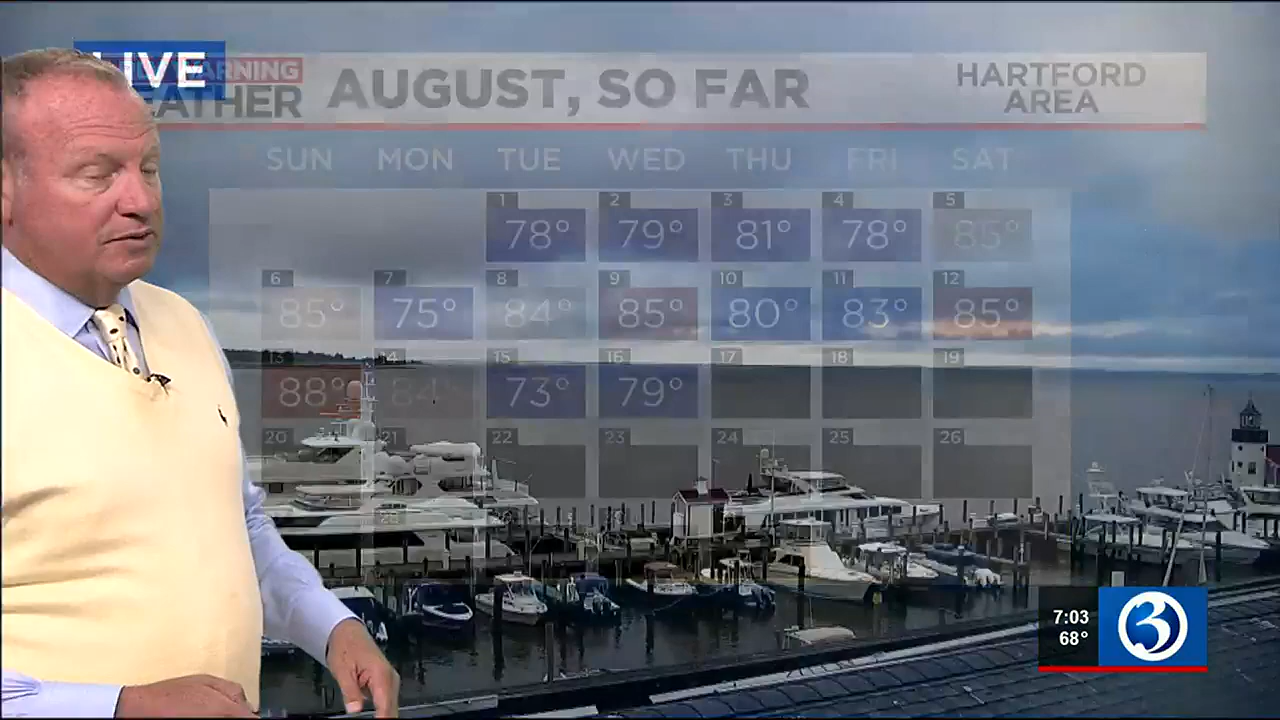 LIVE
WARNING
EATHER
AUGUST, SO FAR
HARTFORD
AREA
SUN MON TUE WED THU FRI SAT
1 2 3 4 5
78° 79° 81° 78° 85°
6 7 8 9 10 11 12
85° 75° 84° 85° 80° 83° 85°
13 14 15 16 17 18 19
88° 84° 73° 79°
20 21 22 23 24 25 26
7:03
68°
3